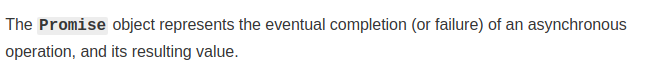 The Promise object represents the eventual completion (or failure) of an asynchronous
operation, and its resulting value.